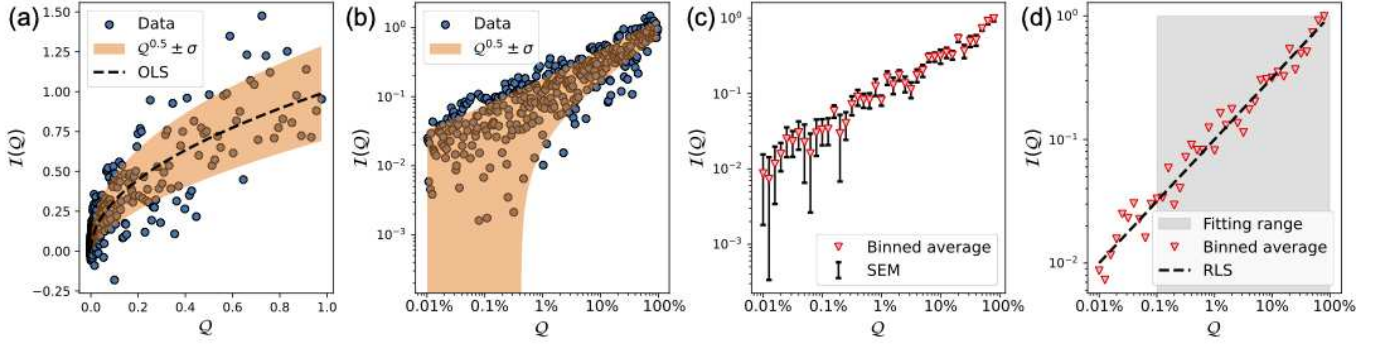 (a)
Data
Q^0.5 ± σ
OLS
I(Q)
1.50
1.25
1.00
0.75
0.50
0.25
0.00
−0.25
0.0 0.2 0.4 0.6 0.8 1.0
Q
(b)
Data
Q^0.5 ± σ
I(Q)
10^0
10^−1
10^−2
10^−3
0.01% 0.1% 1% 10% 100%
Q
(c)
I(Q)
10^0
10^−1
10^−2
10^−3
Binned average
SEM
0.01% 0.1% 1% 10% 100%
Q
(d)
I(Q)
10^0
10^−1
10^−2
Fitting range
Binned average
RLS
0.01% 0.1% 1% 10% 100%
Q